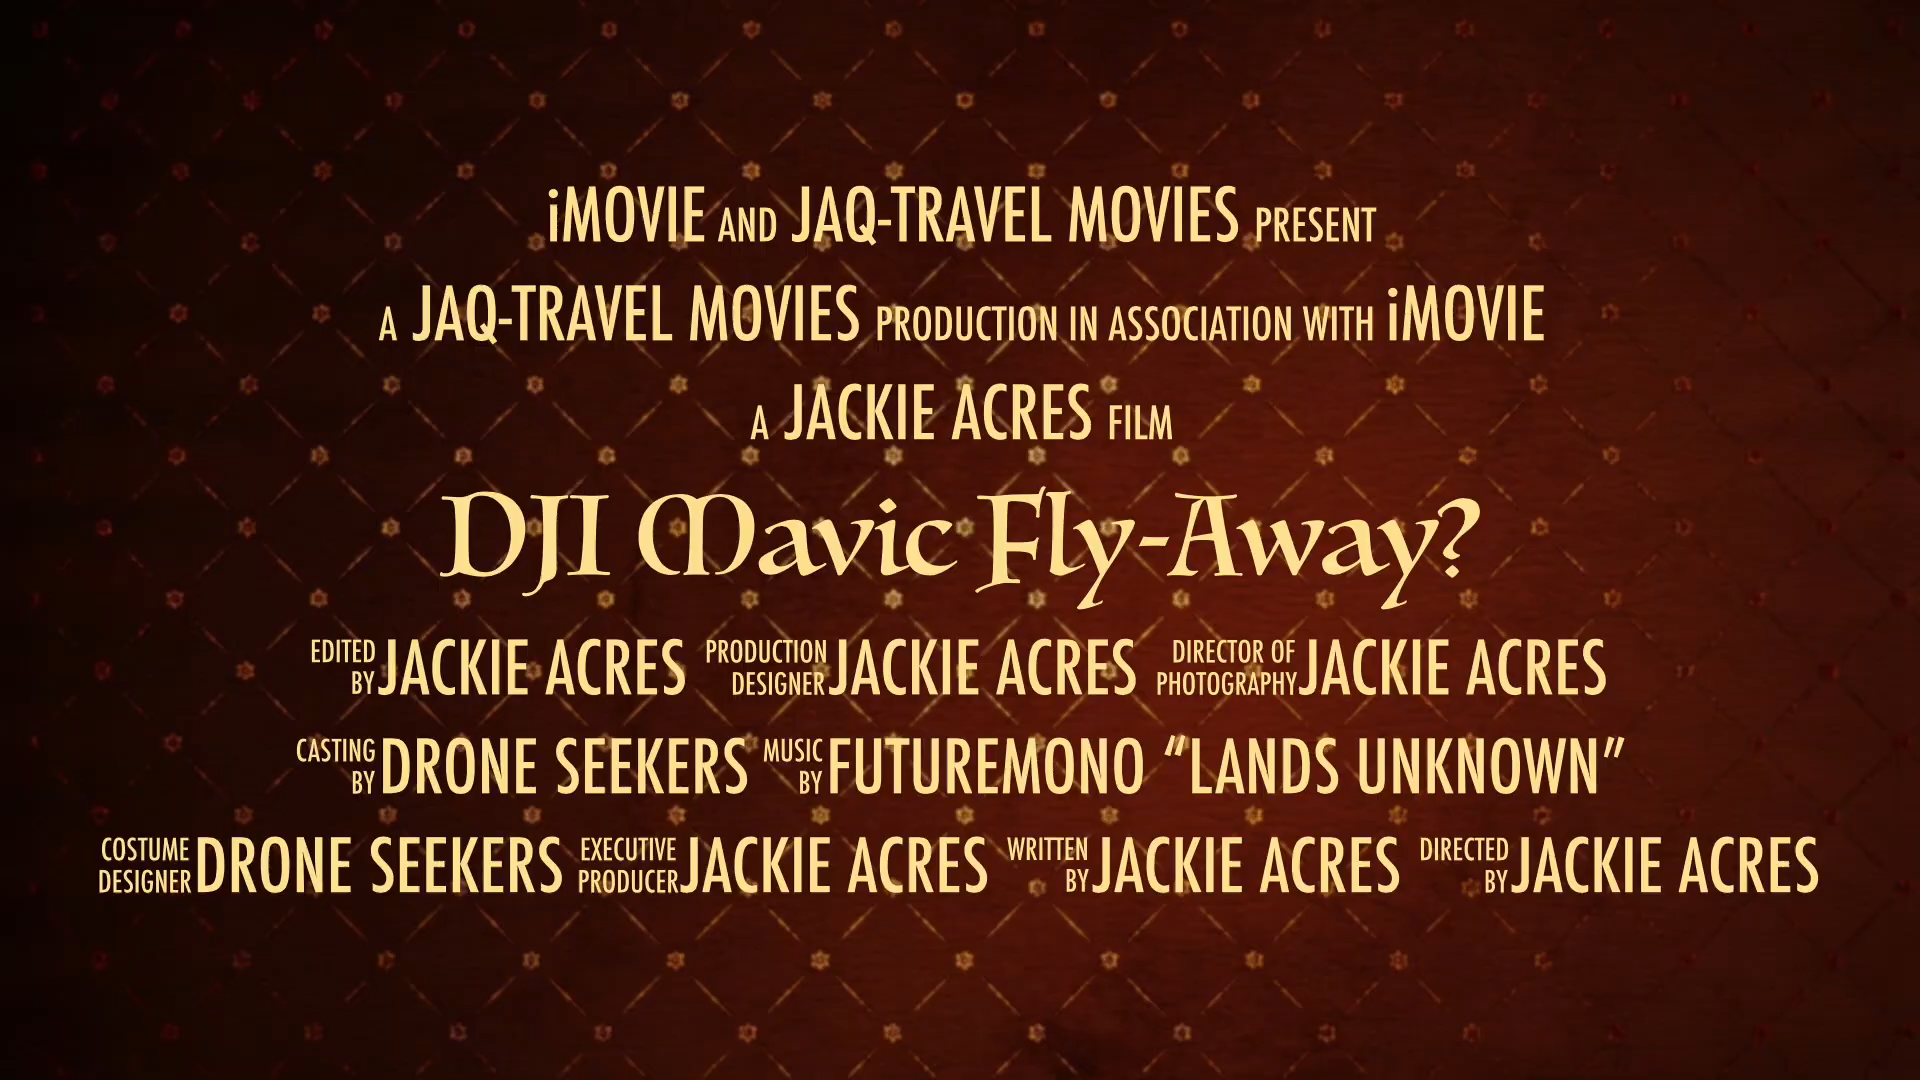 iMOVIE AND JAQ-TRAVEL MOVIES PRESENT
A JAQ-TRAVEL MOVIES PRODUCTION IN ASSOCIATION WITH iMOVIE
A JACKIE ACRES FILM
DJI Mavic Fly-Away?
EDITED BY JACKIE ACRES PRODUCTION DESIGNER JACKIE ACRES DIRECTOR OF PHOTOGRAPHY JACKIE ACRES
CASTING BY DRONE SEEKERS MUSIC BY FUTUREMONO "LANDS UNKNOWN"
COSTUME DESIGNER DRONE SEEKERS EXECUTIVE PRODUCER JACKIE ACRES WRITTEN BY JACKIE ACRES DIRECTED BY JACKIE ACRES